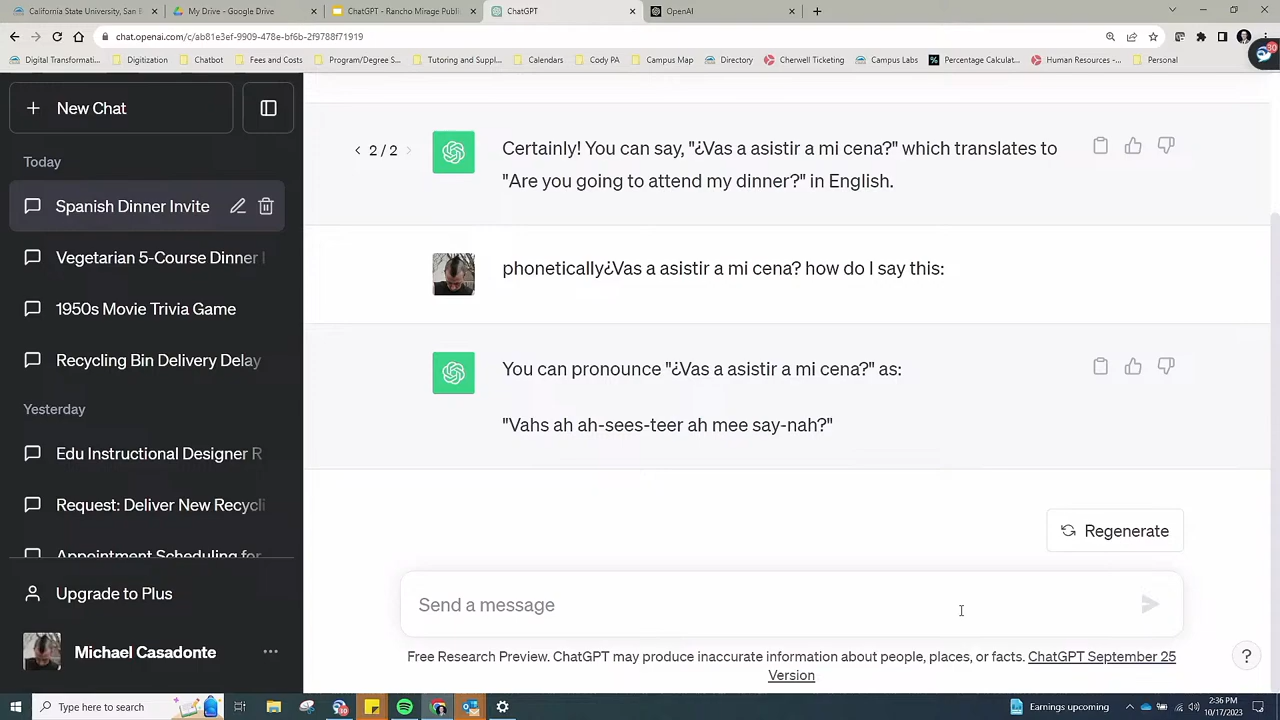 California State University, San
My Drive - Google Drive
ChatGPT - Rancho Mirage Public
ChatGPT
OpenAI
chat.openai.com/c/ab81e3ef-9909-478e-bf6b-2f9788f71919
Digital Transformati...
Digitization
Chatbot
Fees and Costs
Program/Degree S...
Tutoring and Suppl...
Calendars
Cody PA
Campus Map
Directory
Cherwell Ticketing
Campus Labs
Percentage Calculat...
Human Resources -...
Personal
30
New Chat
Today
Spanish Dinner Invite
Vegetarian 5-Course Dinner
1950s Movie Trivia Game
Recycling Bin Delivery Delay
Yesterday
Edu Instructional Designer R
Request: Deliver New Recycli
Appointment Scheduling for
Upgrade to Plus
Michael Casadonte
2 / 2
Certainly! You can say, "¿Vas a asistir a mi cena?" which translates to
"Are you going to attend my dinner?" in English.
phonetically¿Vas a asistir a mi cena? how do I say this:
You can pronounce "¿Vas a asistir a mi cena?" as:
"Vahs ah ah-sees-teer ah mee say-nah?"
Regenerate
Send a message
Free Research Preview. ChatGPT may produce inaccurate information about people, places, or facts. ChatGPT September 25
Version
?
Type here to search
Earnings upcoming
2:36 PM
10/17/2023